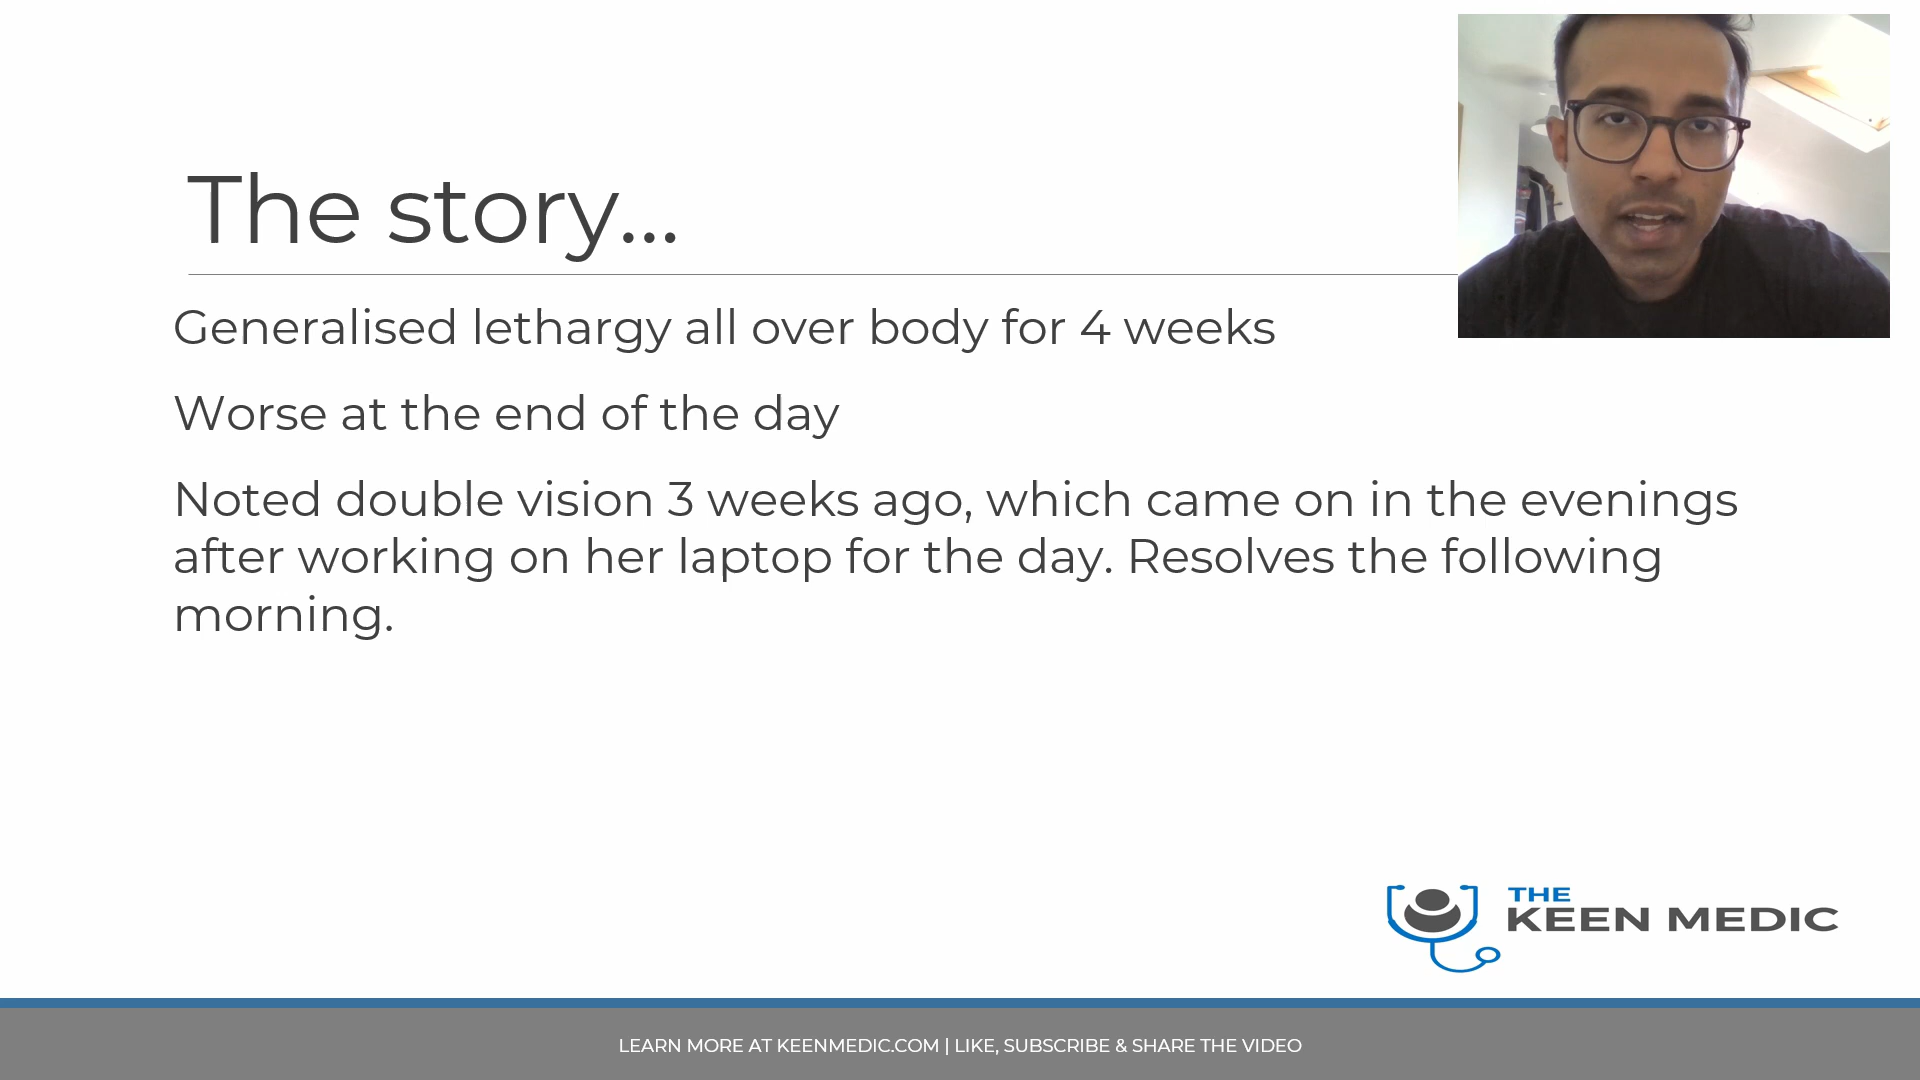 The story...
Generalised lethargy all over body for 4 weeks
Worse at the end of the day
Noted double vision 3 weeks ago, which came on in the evenings
after working on her laptop for the day. Resolves the following
morning.
THE
KEEN MEDIC
LEARN MORE AT KEENMEDIC.COM | LIKE, SUBSCRIBE & SHARE THE VIDEO